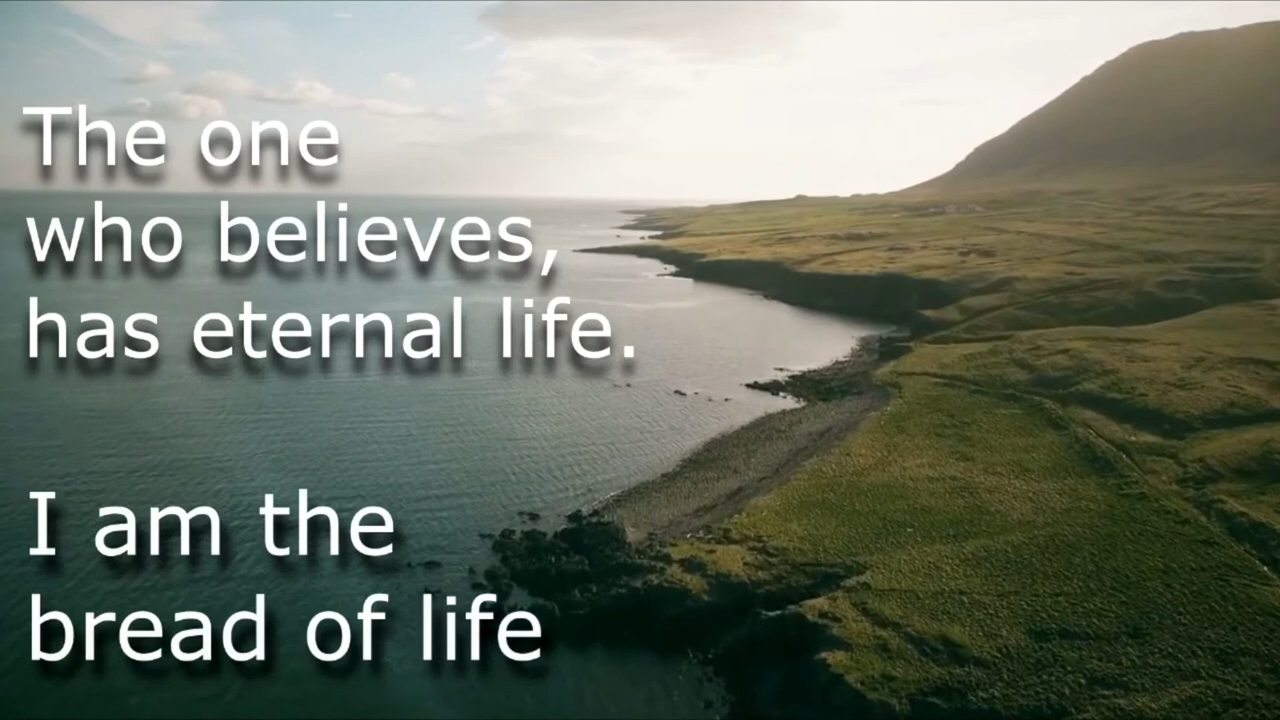 The one
who believes,
has eternal life.
I am the
bread of life